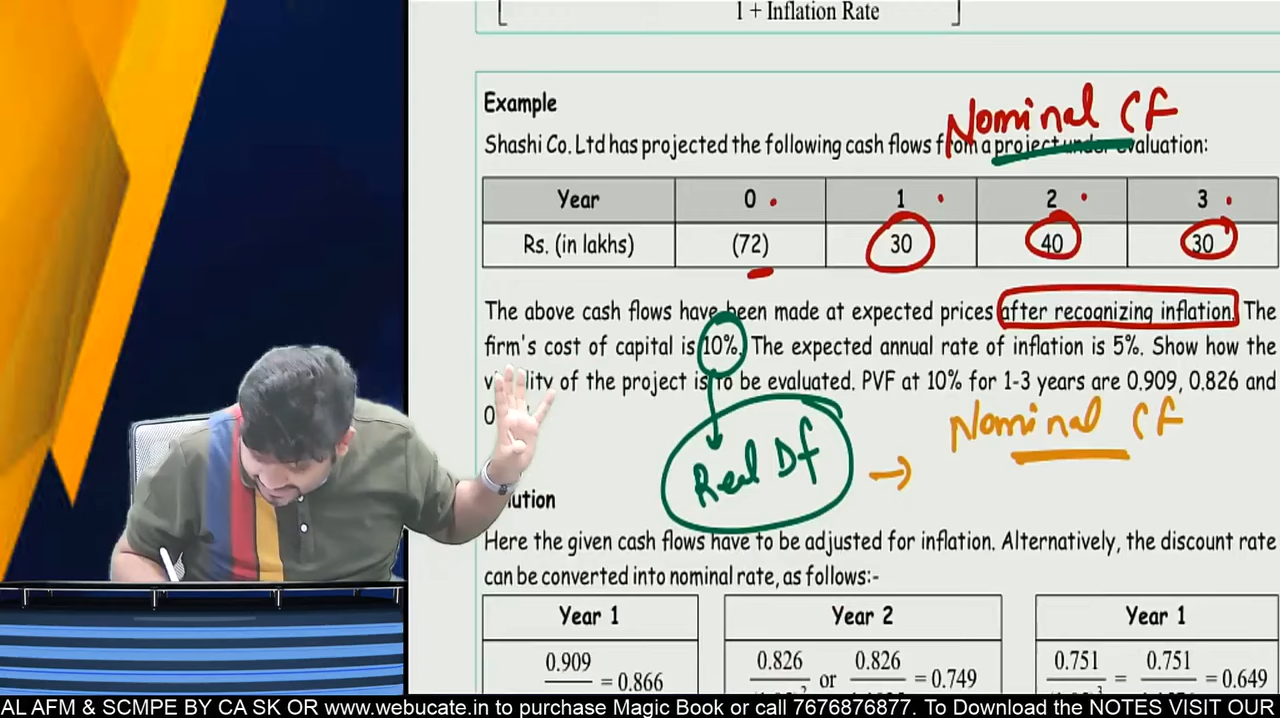 1 + Inflation Rate
Example
Nominal CF
Shashi Co. Ltd has projected the following cash flows from a project under evaluation:
Year 0 1 2 3
Rs. (in lakhs) (72) 30 40 30
The above cash flows have been made at expected prices after recognizing inflation. The
firm's cost of capital is 10%. The expected annual rate of inflation is 5%. Show how the
of the project is to be evaluated. PVF at 10% for 1-3 years are 0.909, 0.826 and
0
Nominal CF
Real Df →
Here the given cash flows have to be adjusted for inflation. Alternatively, the discount rate
can be converted into nominal rate, as follows:-
Year 1 Year 2 Year 1
0.909 0.826 0.826 0.751 0.751
= 0.866 or = 0.749 = = 0.649
AL AFM & SCMPE BY CA SK OR www.webucate.in to purchase Magic Book or call 7676876877. To Download the NOTES VISIT OUR